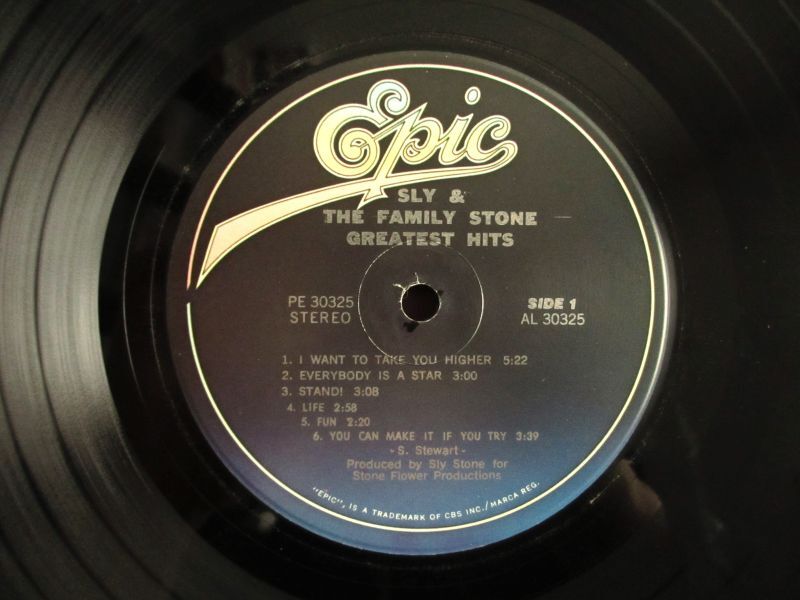 Epic
SLY &
THE FAMILY STONE
GREATEST HITS
PE 30325
STEREO
SIDE 1
AL 30325
1. I WANT TO TAKE YOU HIGHER 5:22
2. EVERYBODY IS A STAR 3:00
3. STAND! 3:08
4. LIFE 2:58
5. FUN 2:20
6. YOU CAN MAKE IT IF YOU TRY 3:39
- S. Stewart -
Produced by Sly Stone for
Stone Flower Productions
"EPIC", IS A TRADEMARK OF CBS INC./MARCA REG.